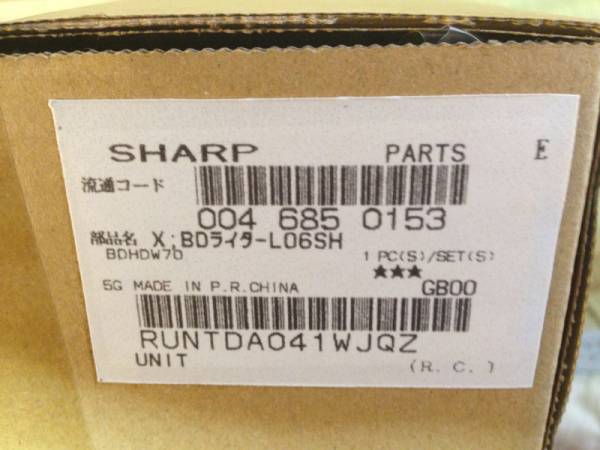 SHARP PARTS E
流通コード
004 685 0153
部品名 X;BDライター-L06SH
BDHDW70 1 PC(S)/SET(S)
★★★
5G MADE IN P.R.CHINA GB00
RUNTDA041WJQZ
UNIT (R. C. )